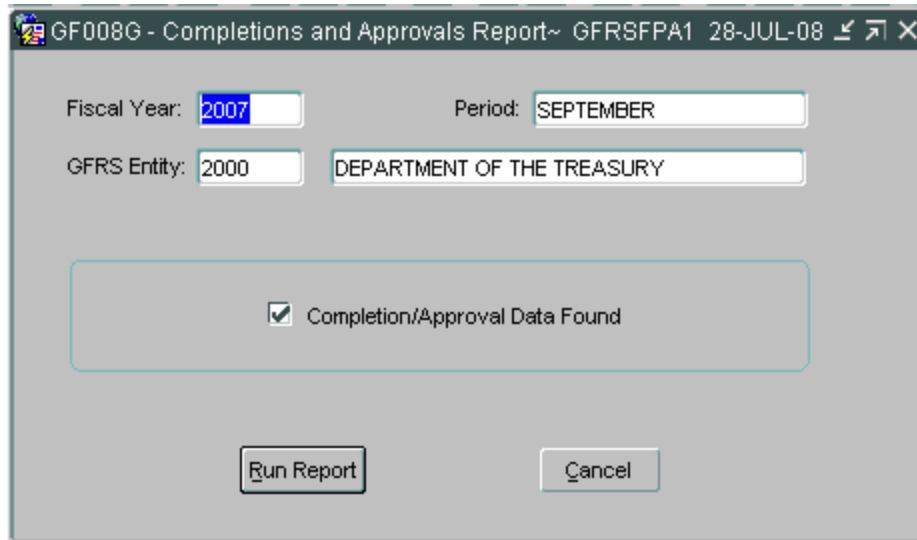 GF008G - Completions and Approvals Report~ GFRSFPA1 28-JUL-08
Fiscal Year: 2007 Period: SEPTEMBER
GFRS Entity: 2000 DEPARTMENT OF THE TREASURY
Completion/Approval Data Found
Run Report Cancel